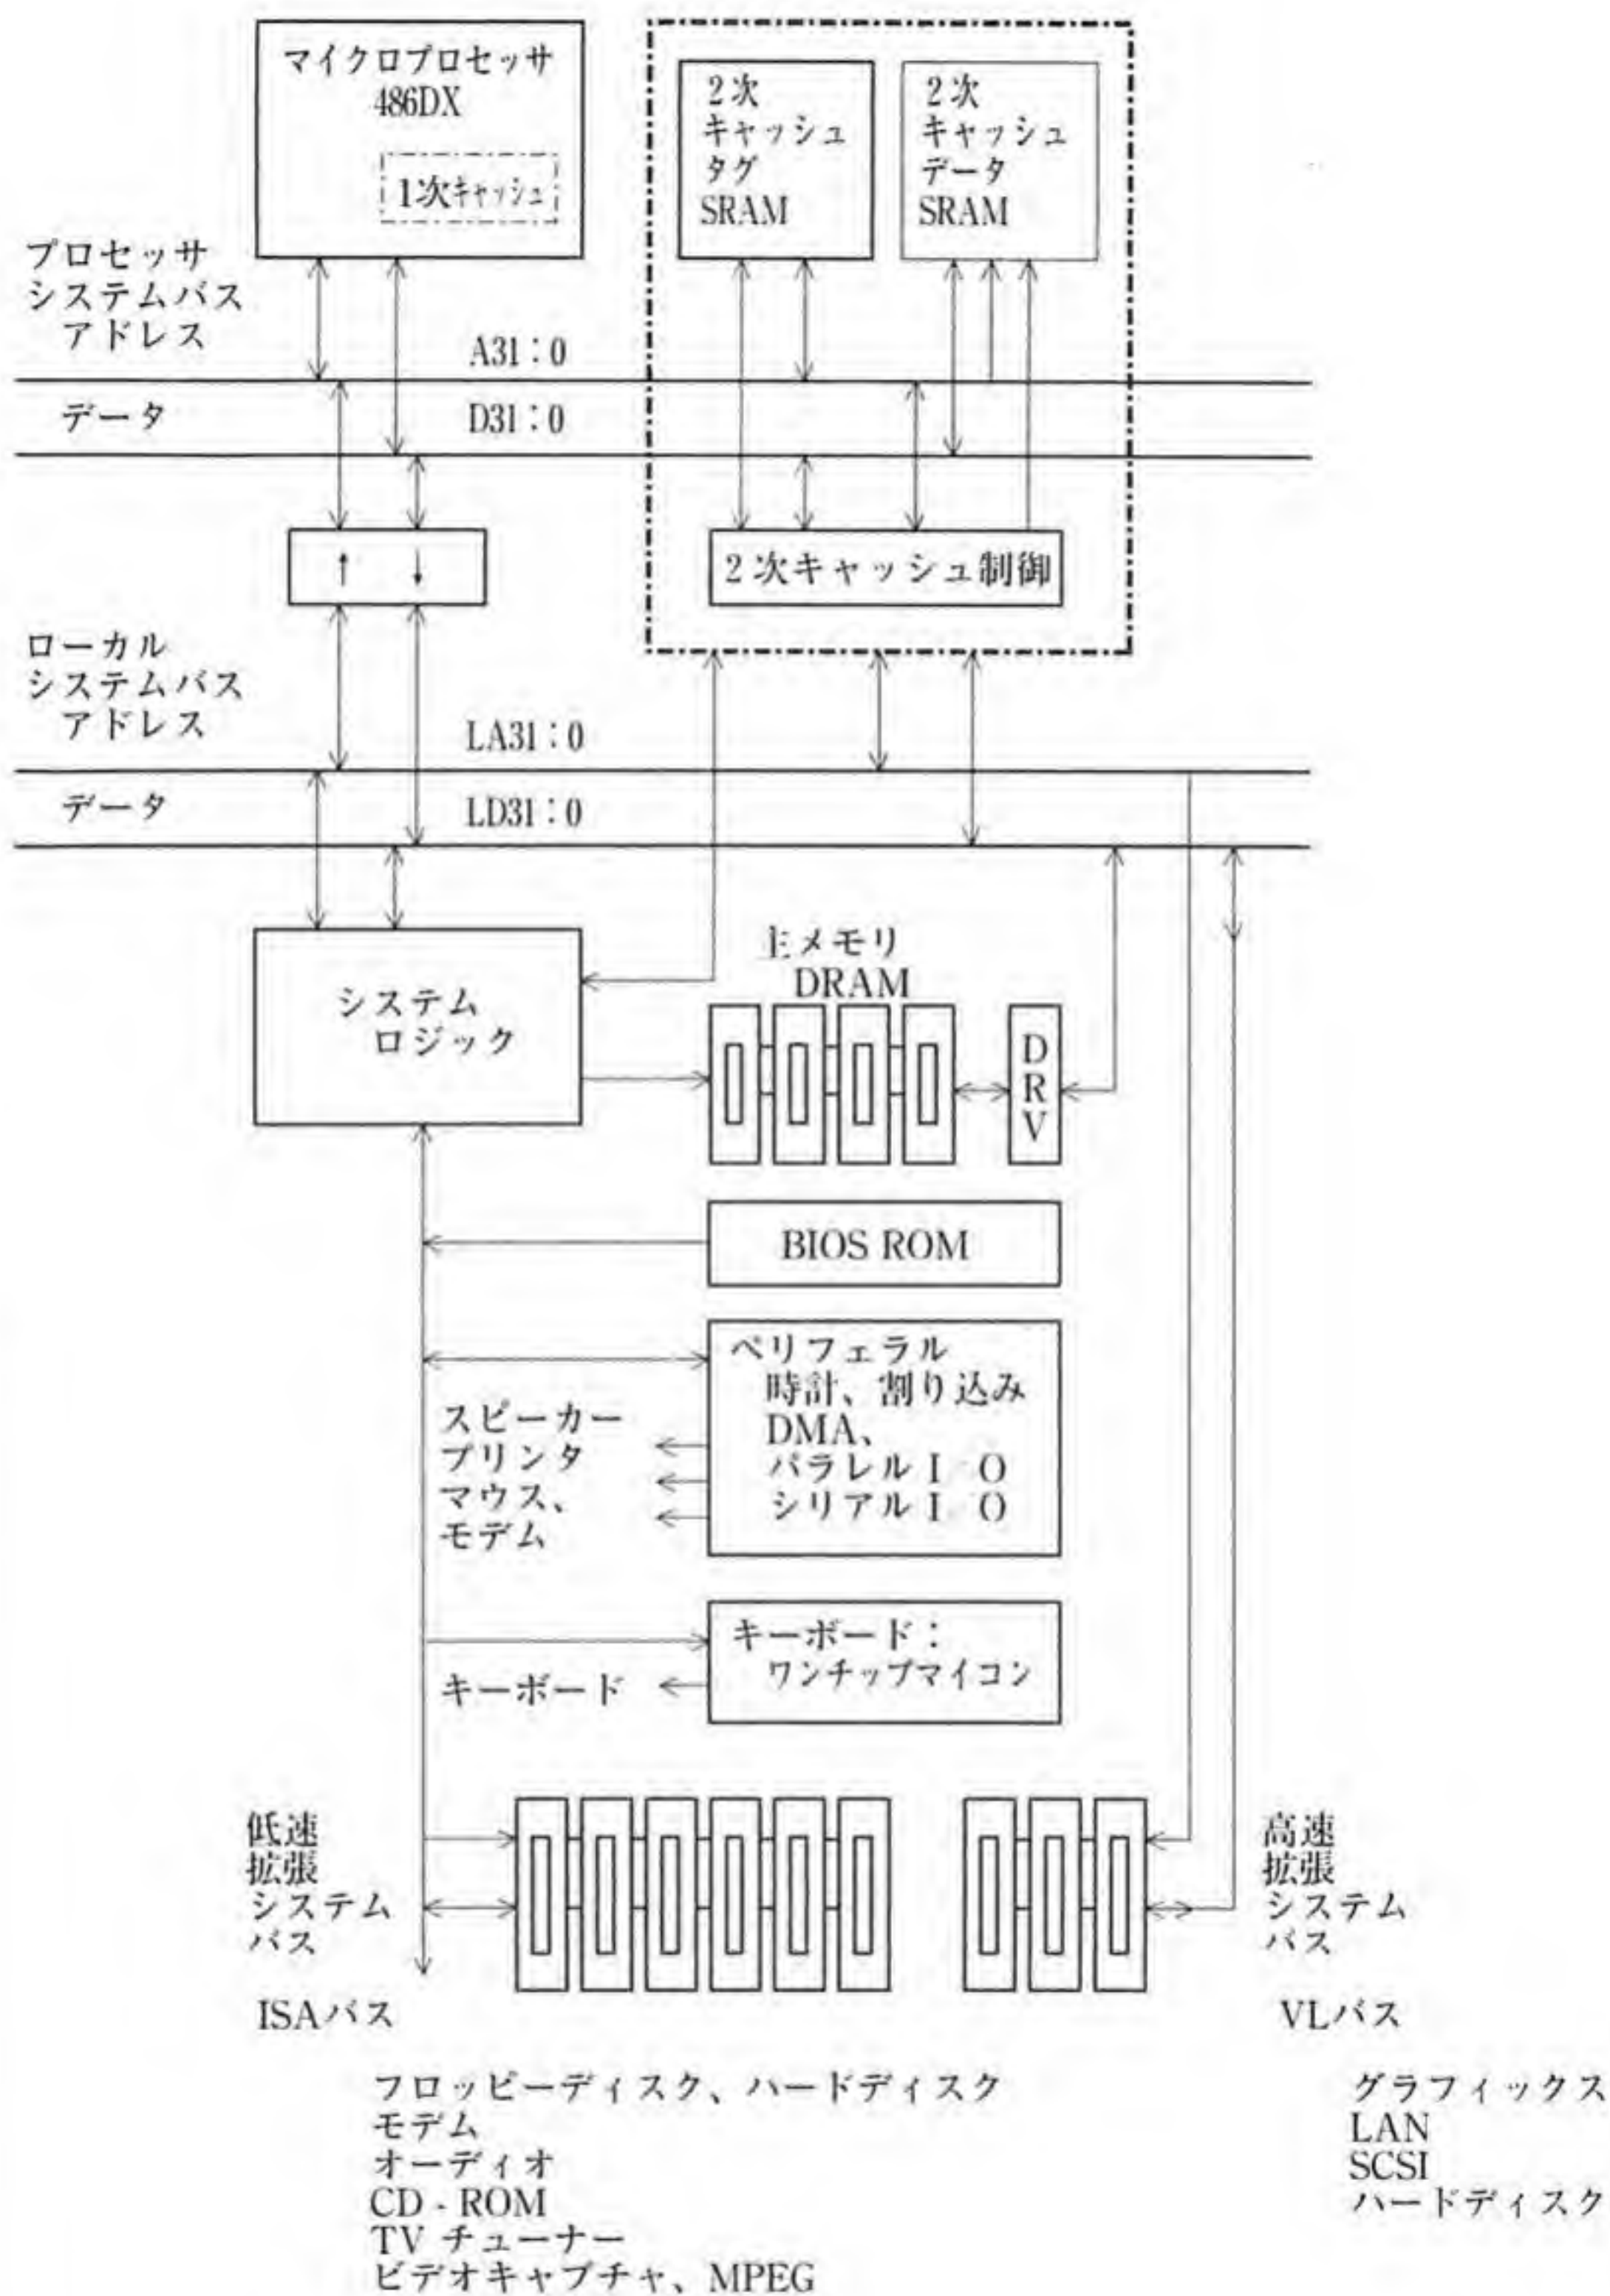 マイクロプロセッサ
486DX
1次キャッシュ
2次
キャッシュ
タグ
SRAM
2次
キャッシュ
データ
SRAM
プロセッサ
システムバス
アドレス
A31:0
データ
D31:0
↑ ↓
2次キャッシュ制御
ローカル
システムバス
アドレス
LA31:0
データ
LD31:0
システム
ロジック
主メモリ
DRAM
D
R
V
BIOS ROM
ペリフェラル
時計、割り込み
DMA、
パラレル I O
シリアル I O
スピーカー
プリンタ
マウス、
モデム
キーボード:
ワンチップマイコン
キーボード
低速
拡張
システム
バス
ISAバス
高速
拡張
システム
バス
VLバス
フロッピーディスク、ハードディスク
モデム
オーディオ
CD - ROM
TV チューナー
ビデオキャプチャ、MPEG
グラフィックス
LAN
SCSI
ハードディスク